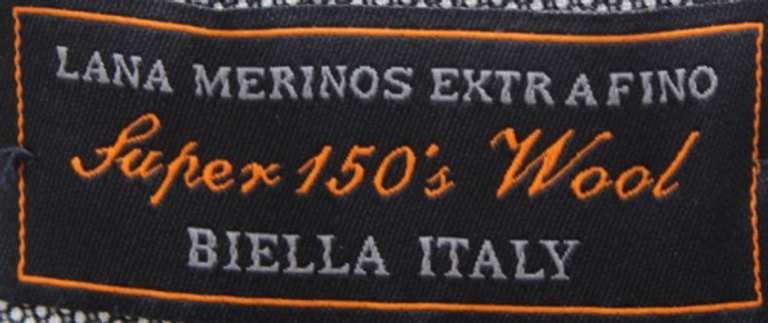 LANA MERINOS EXTRAFINO
Super 150's Wool
BIELLA ITALY